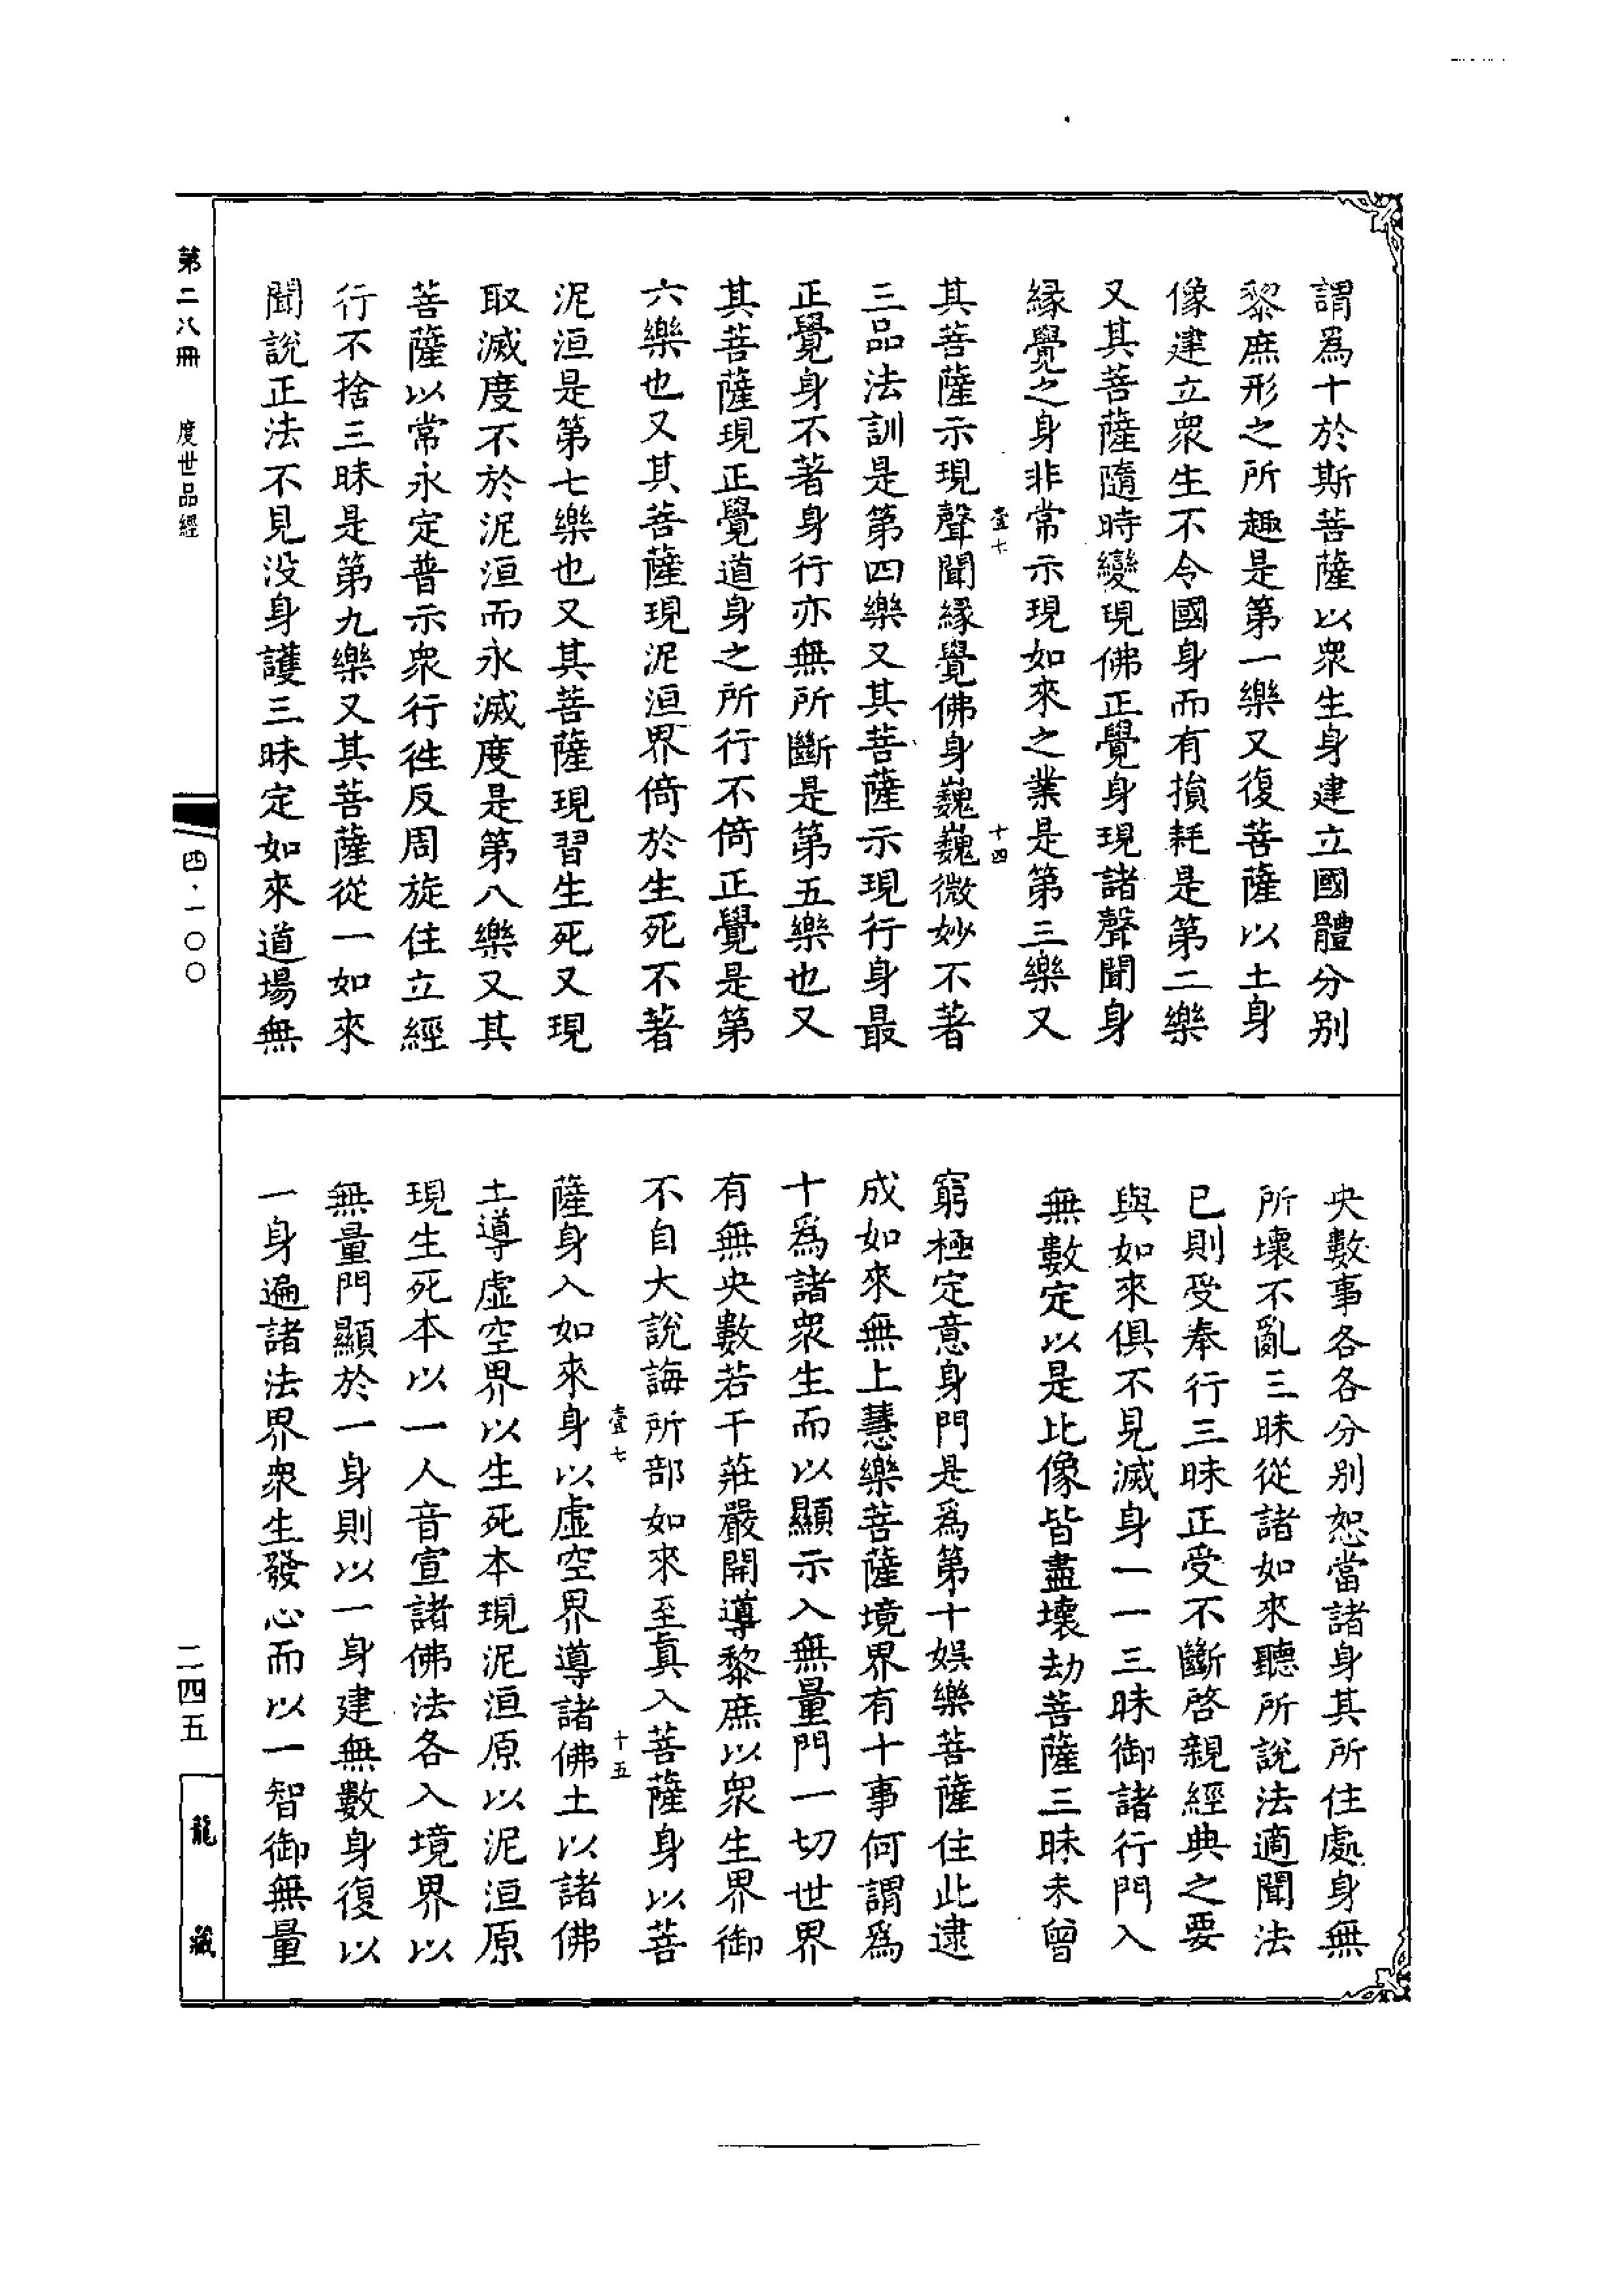 謂爲十於斯菩薩以衆生身建立國體分别
黎庶形之所趣是第一樂又復菩薩以土身
像建立衆生不令國身而有損耗是第二樂
又其菩薩隨時變現佛正覺身現諸聲聞身
縁覺之身非常示現如來之業是第三樂又
壹七
十四
其菩薩示現聲聞縁覺佛身巍巍微妙不著
三品法訓是第四樂又其菩薩示現行身最
正覺身不著身行亦無所斷是第五樂也又
其菩薩現正覺道身之所行不倚正覺是第
六樂也又其菩薩現泥洹界倚於生死不著
泥洹是第七樂也又其菩薩現習生死又現
取滅度不於泥洹而永滅度是第八樂又其
菩薩以常永定普示衆行徃反周旋住立經
行不捨三昧是第九樂又其菩薩從一如來
聞說正法不見没身護三昧定如來道場無
央數事各各分别恕當諸身其所住處身無
所壞不亂三昧從諸如來聽所說法適聞法
已則受奉行三昧正受不斷啓親經典之要
與如來俱不見滅身一一三昧御諸行門入
無數定以是比像皆盡壞劫菩薩三昧未曾
窮極定意身門是爲第十娱樂菩薩住此逮
成如來無上慧樂菩薩境界有十事何謂爲
十爲諸衆生而以顯示入無量門一切世界
有無央數若干莊嚴開導黎庶以衆生界御
不自大說誨所部如來至眞入菩薩身以菩
壹七
十五
薩身入如來身以虚空界導諸佛土以諸佛
土導虚空界以生死本現泥洹原以泥洹原
現生死本以一人音宣諸佛法各入境界以
無量門顯於一身則以一身建無數身復以
一身遍諸法界衆生發心而以一智御無量
第二八冊
度世品經
四·一〇〇
二四五
龍藏